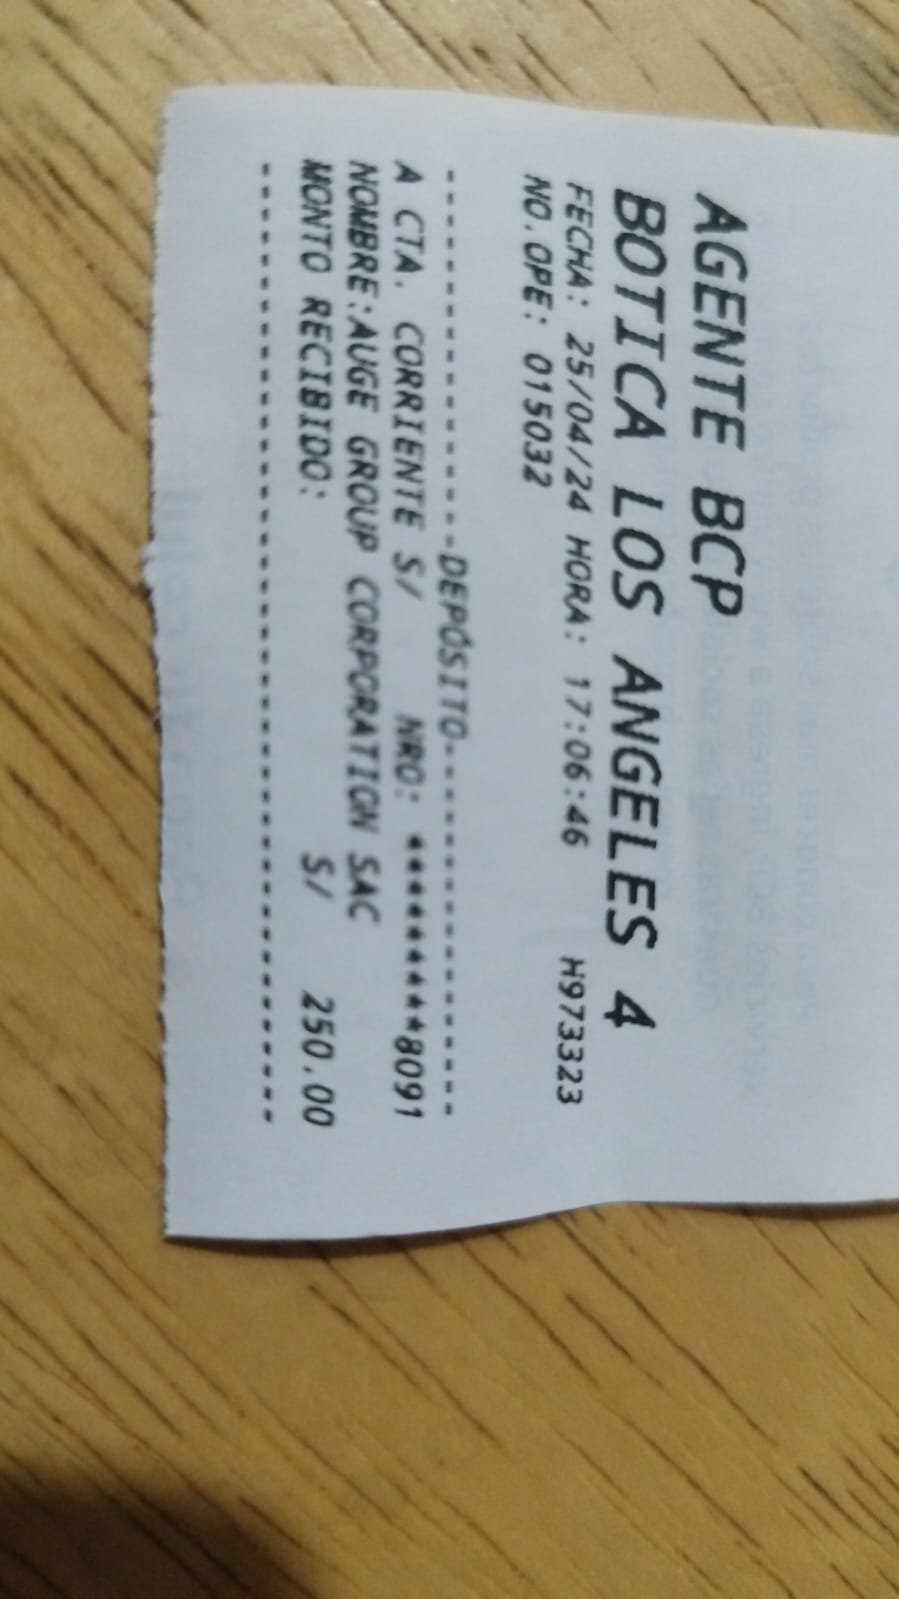 AGENTE BCP
BOTICA LOS ANGELES 4
FECHA: 25/04/24 HORA: 17:06:46 H973323
NO.OPE: 015032
--------------------DEPÓSITO--------------------
A CTA. CORRIENTE S/ NRO: *********8091
NOMBRE:AUGE GROUP CORPORATION SAC
MONTO RECIBIDO: S/ 250.00
------------------------------------------------